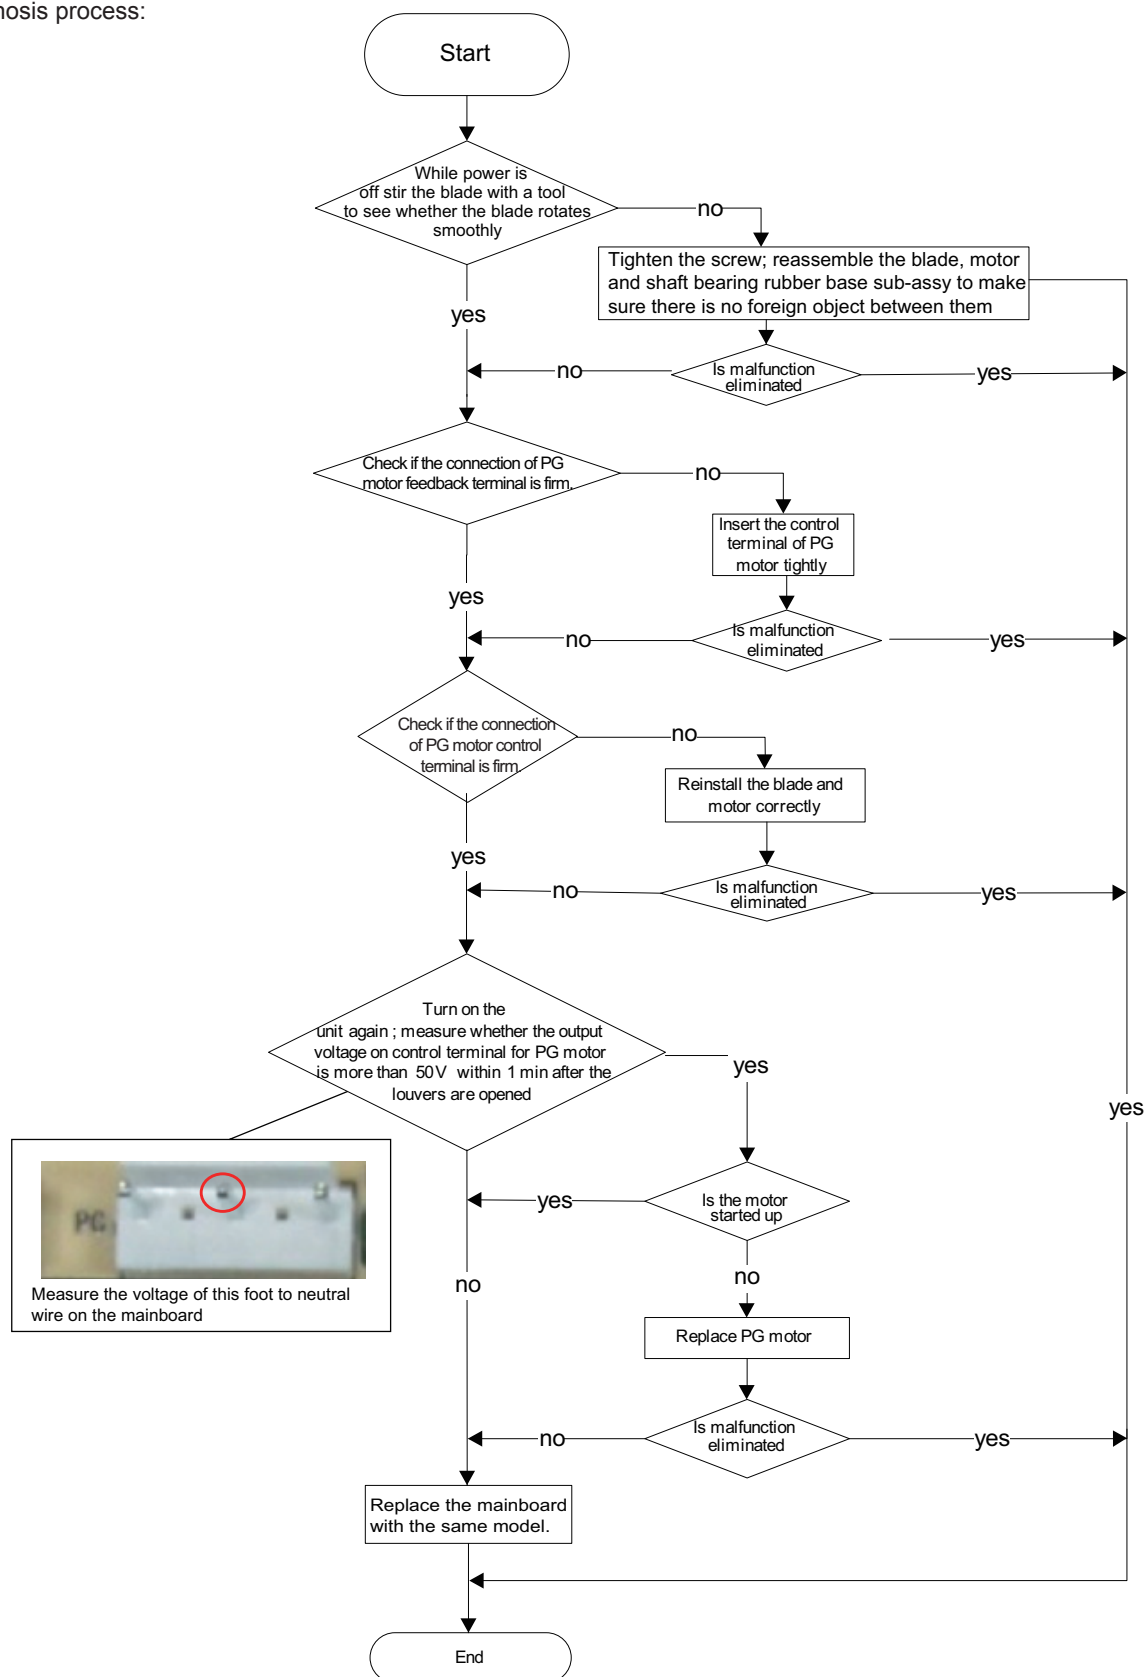 nosis process:
Start
While power is
off stir the blade with a tool
to see whether the blade rotates
smoothly
no
Tighten the screw; reassemble the blade, motor
and shaft bearing rubber base sub-assy to make
sure there is no foreign object between them
yes
Is malfunction
eliminated
no
yes
Check if the connection of PG
motor feedback terminal is firm.
no
Insert the control
terminal of PG
motor tightly
yes
Is malfunction
eliminated
no
yes
Check if the connection
of PG motor control
terminal is firm.
no
Reinstall the blade and
motor correctly
yes
Is malfunction
eliminated
no
yes
Turn on the
unit again ; measure whether the output
voltage on control terminal for PG motor
is more than 50V within 1 min after the
louvers are opened
yes
yes
PG
Measure the voltage of this foot to neutral
wire on the mainboard
Is the motor
started up
yes
no
no
Replace PG motor
Is malfunction
eliminated
no
yes
Replace the mainboard
with the same model.
End